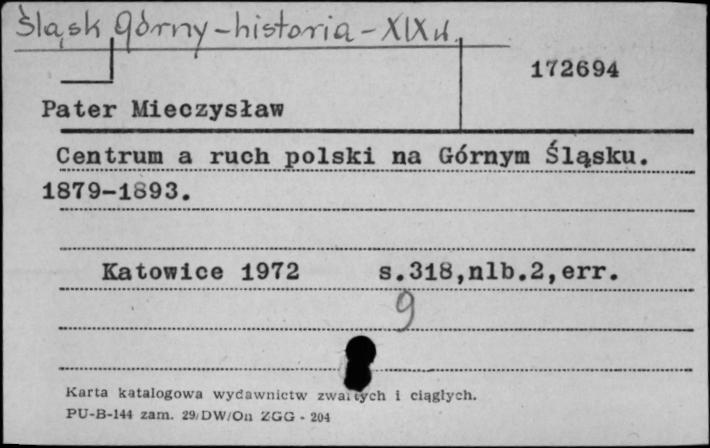 Śląsk Górny - historia - XIX w.
172694
Pater Mieczysław
Centrum a ruch polski na Górnym Śląsku.
1879-1893.
Katowice 1972 s.318,nlb.2,err.
9
Karta katalogowa wydawnictw zwartych i ciągłych.
PU-B-144 zam. 29/DW/On ZGG - 204